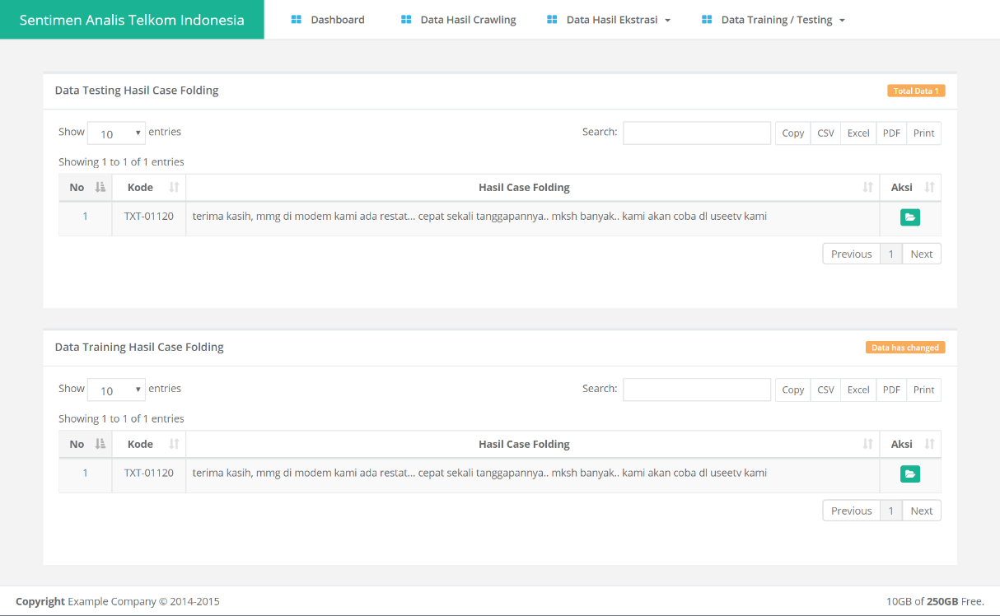 Sentimen Analis Telkom Indonesia Dashboard Data Hasil Crawling Data Hasil Ekstrasi Data Training / Testing
Data Testing Hasil Case Folding Total Data 1
Show 10 entries Search: Copy CSV Excel PDF Print
Showing 1 to 1 of 1 entries
No Kode Hasil Case Folding Aksi
1 TXT-01120 terima kasih, mmg di modem kami ada restat... cepat sekali tanggapannya.. mksh banyak.. kami akan coba dl useetv kami
Previous 1 Next
Data Training Hasil Case Folding Data has changed
Show 10 entries Search: Copy CSV Excel PDF Print
Showing 1 to 1 of 1 entries
No Kode Hasil Case Folding Aksi
1 TXT-01120 terima kasih, mmg di modem kami ada restat... cepat sekali tanggapannya.. mksh banyak.. kami akan coba dl useetv kami
Previous 1 Next
Copyright Example Company © 2014-2015 10GB of 250GB Free.